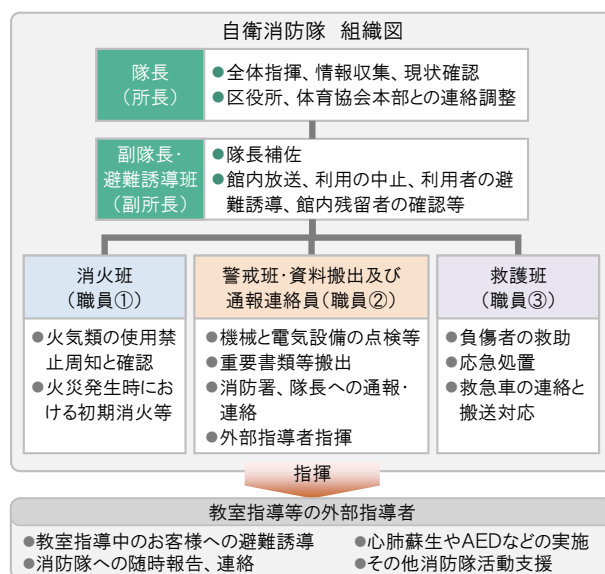 自衛消防隊 組織図
隊長
（所長）
●全体指揮、情報収集、現状確認
●区役所、体育協会本部との連絡調整
副隊長・
避難誘導班
（副所長）
●隊長補佐
●館内放送、利用の中止、利用者の避
難誘導、館内残留者の確認等
消火班
（職員①）
●火気類の使用禁
止周知と確認
●火災発生時にお
ける初期消火等
警戒班・資料搬出及び
通報連絡員（職員②）
●機械と電気設備の点検等
●重要書類等搬出
●消防署、隊長への通報・
連絡
●外部指導者指揮
救護班
（職員③）
●負傷者の救助
●応急処置
●救急車の連絡と
搬送対応
指揮
教室指導等の外部指導者
●教室指導中のお客様への避難誘導
●消防隊への随時報告、連絡
●心肺蘇生やAEDなどの実施
●その他消防隊活動支援